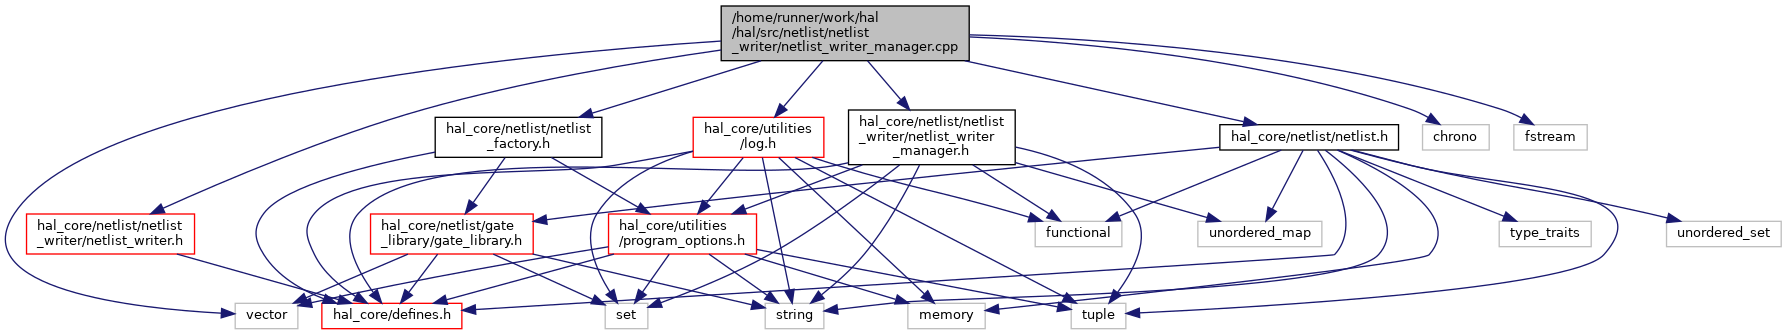 /home/runner/work/hal
/hal/src/netlist/netlist
_writer/netlist_writer_manager.cpp
hal_core/netlist/netlist
_factory.h
hal_core/utilities
/log.h
hal_core/netlist/netlist
_writer/netlist_writer
_manager.h
hal_core/netlist/netlist.h
chrono
fstream
hal_core/netlist/netlist
_writer/netlist_writer.h
hal_core/netlist/gate
_library/gate_library.h
hal_core/utilities
/program_options.h
functional
unordered_map
type_traits
unordered_set
vector
hal_core/defines.h
set
string
memory
tuple